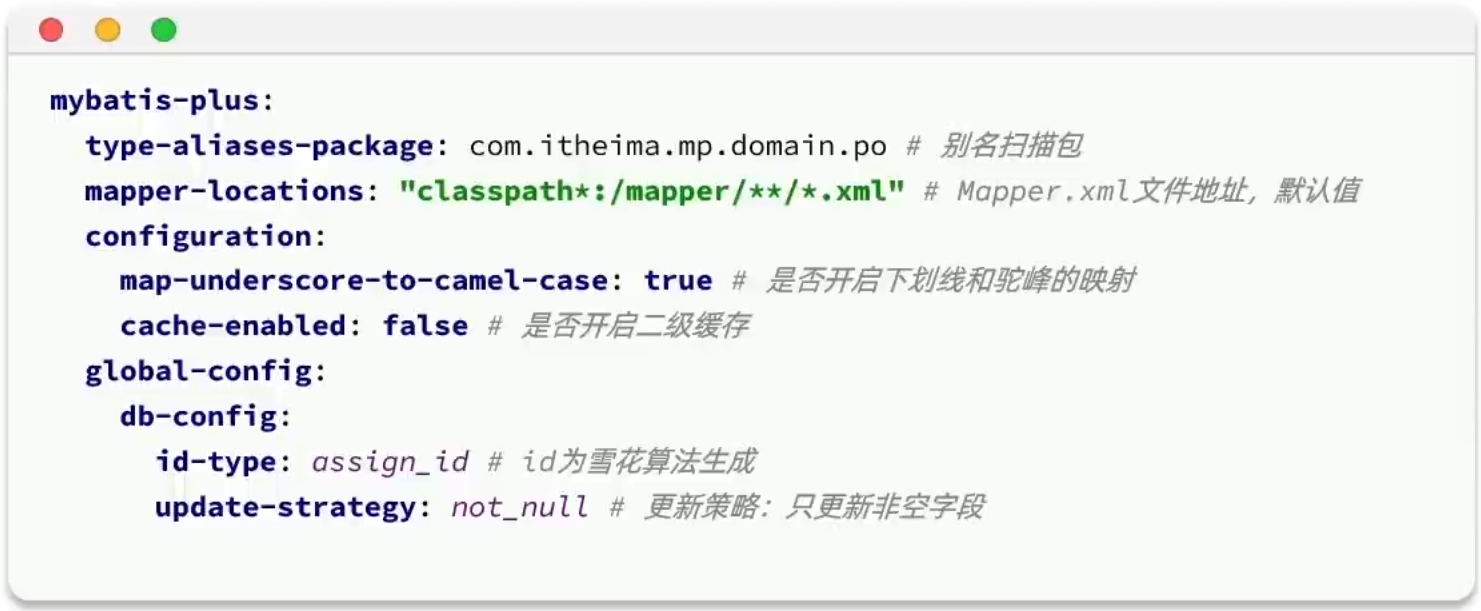 mybatis-plus:
  type-aliases-package: com.itheima.mp.domain.po # 别名扫描包
  mapper-locations: "classpath*:/mapper/**/*.xml" # Mapper.xml文件地址，默认值
  configuration:
    map-underscore-to-camel-case: true # 是否开启下划线和驼峰的映射
    cache-enabled: false # 是否开启二级缓存
  global-config:
    db-config:
      id-type: assign_id # id为雪花算法生成
      update-strategy: not_null # 更新策略：只更新非空字段